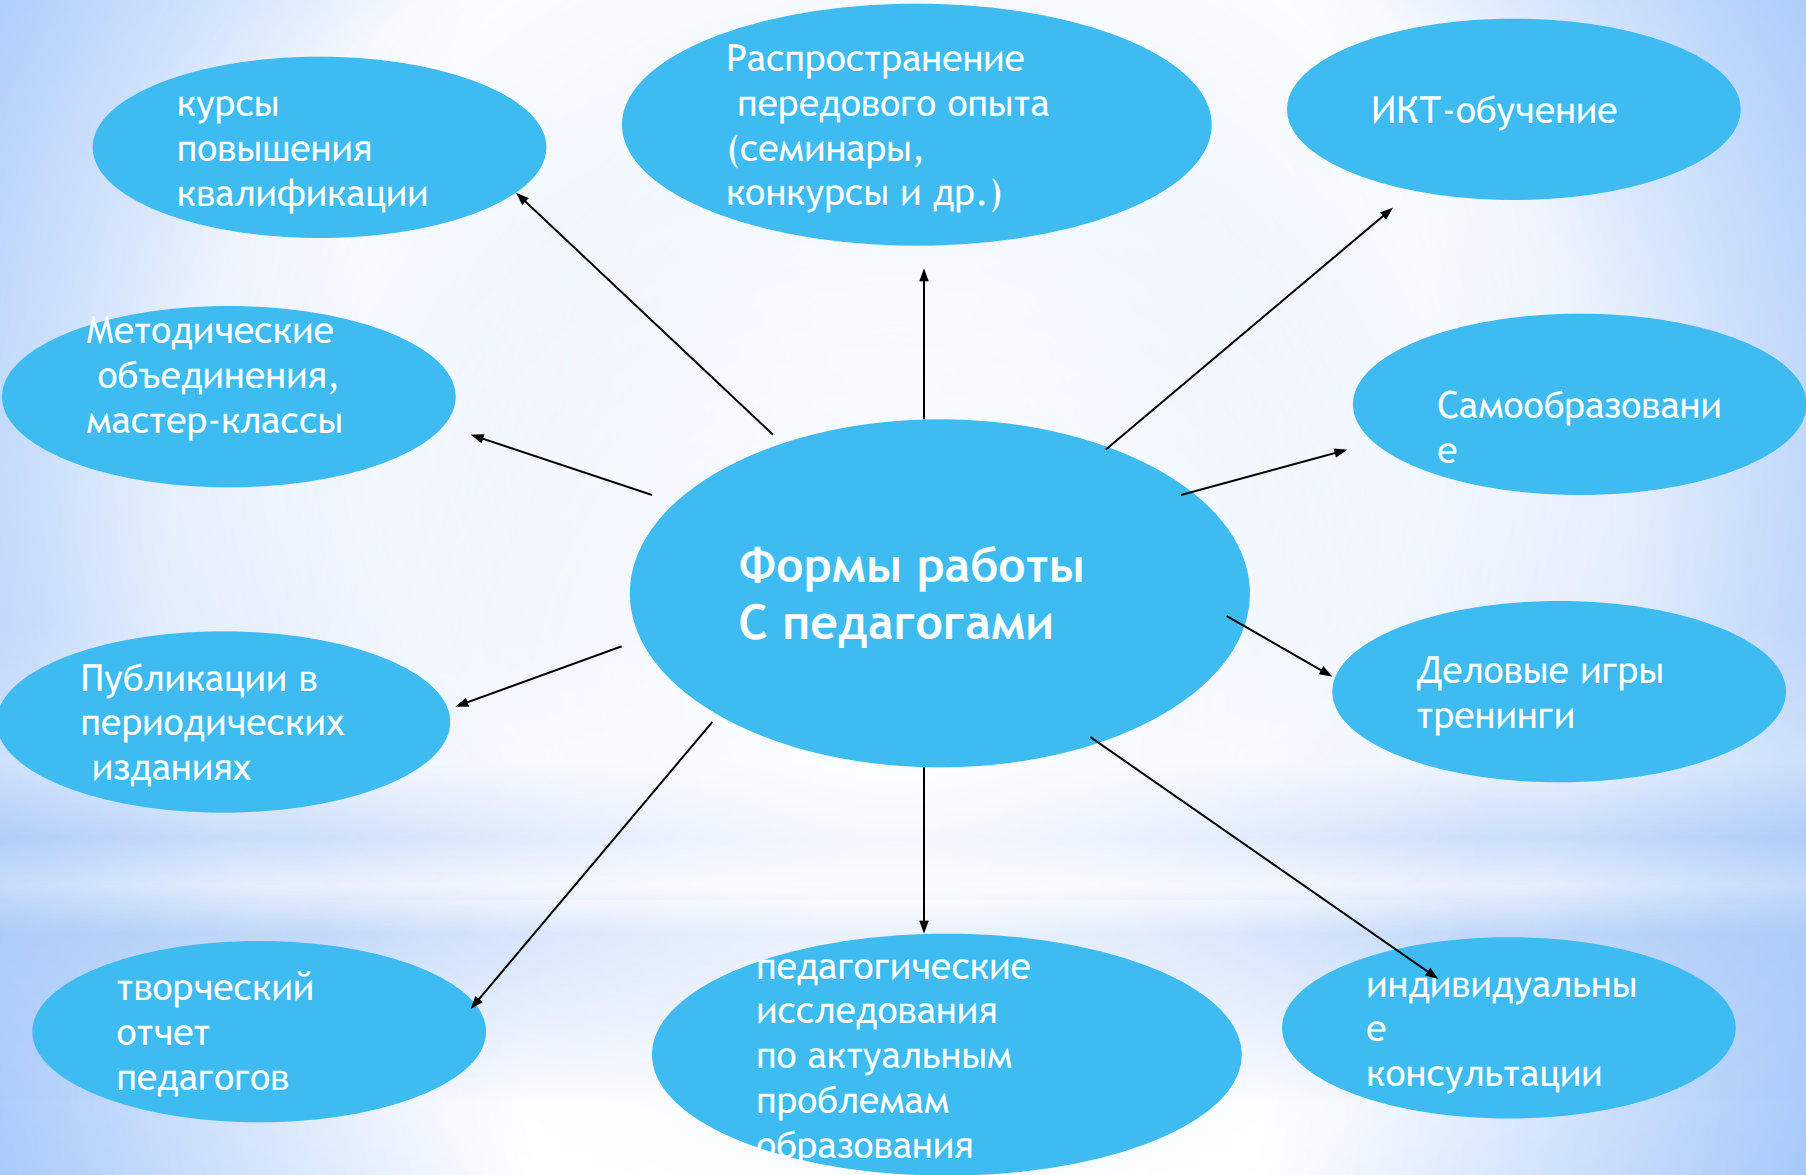 курсы
повышения
квалификации
Распространение
передового опыта
(семинары,
конкурсы и др.)
ИКТ-обучение
Методические
объединения,
мастер-классы
Самообразовани
е
Формы работы
С педагогами
Публикации в
периодических
изданиях
Деловые игры
тренинги
творческий
отчет
педагогов
педагогические
исследования
по актуальным
проблемам
образования
индивидуальны
е
консультации